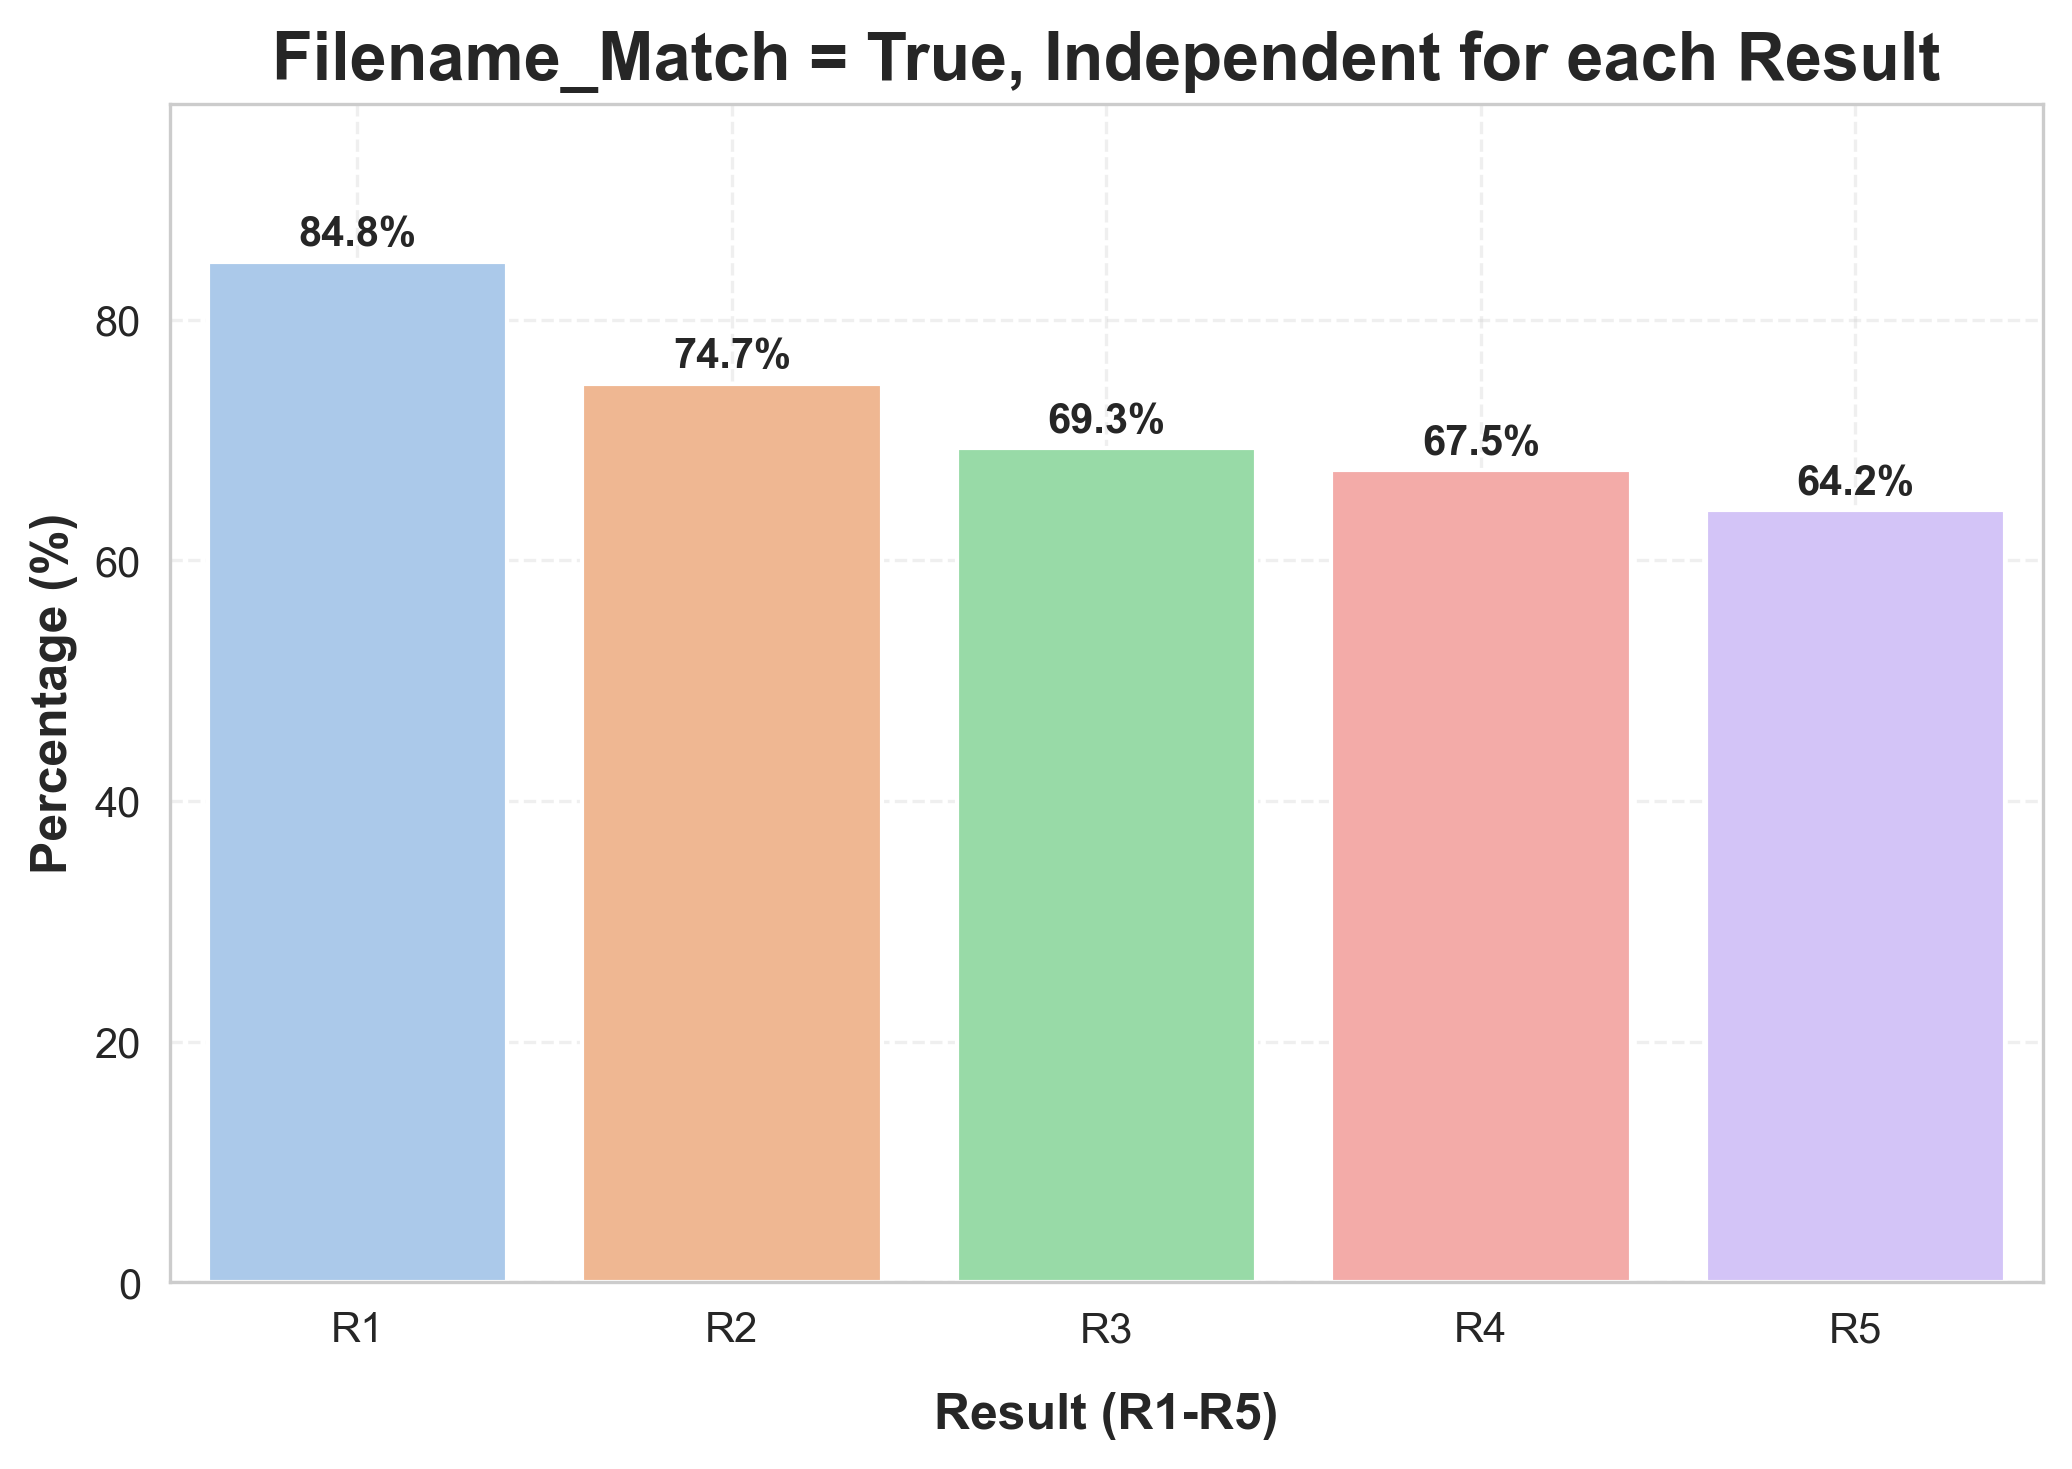 Filename_Match = True, Independent for each Result
84.8%
74.7%
69.3%
67.5%
64.2%
Percentage (%)
80
60
40
20
0
R1 R2 R3 R4 R5
Result (R1-R5)